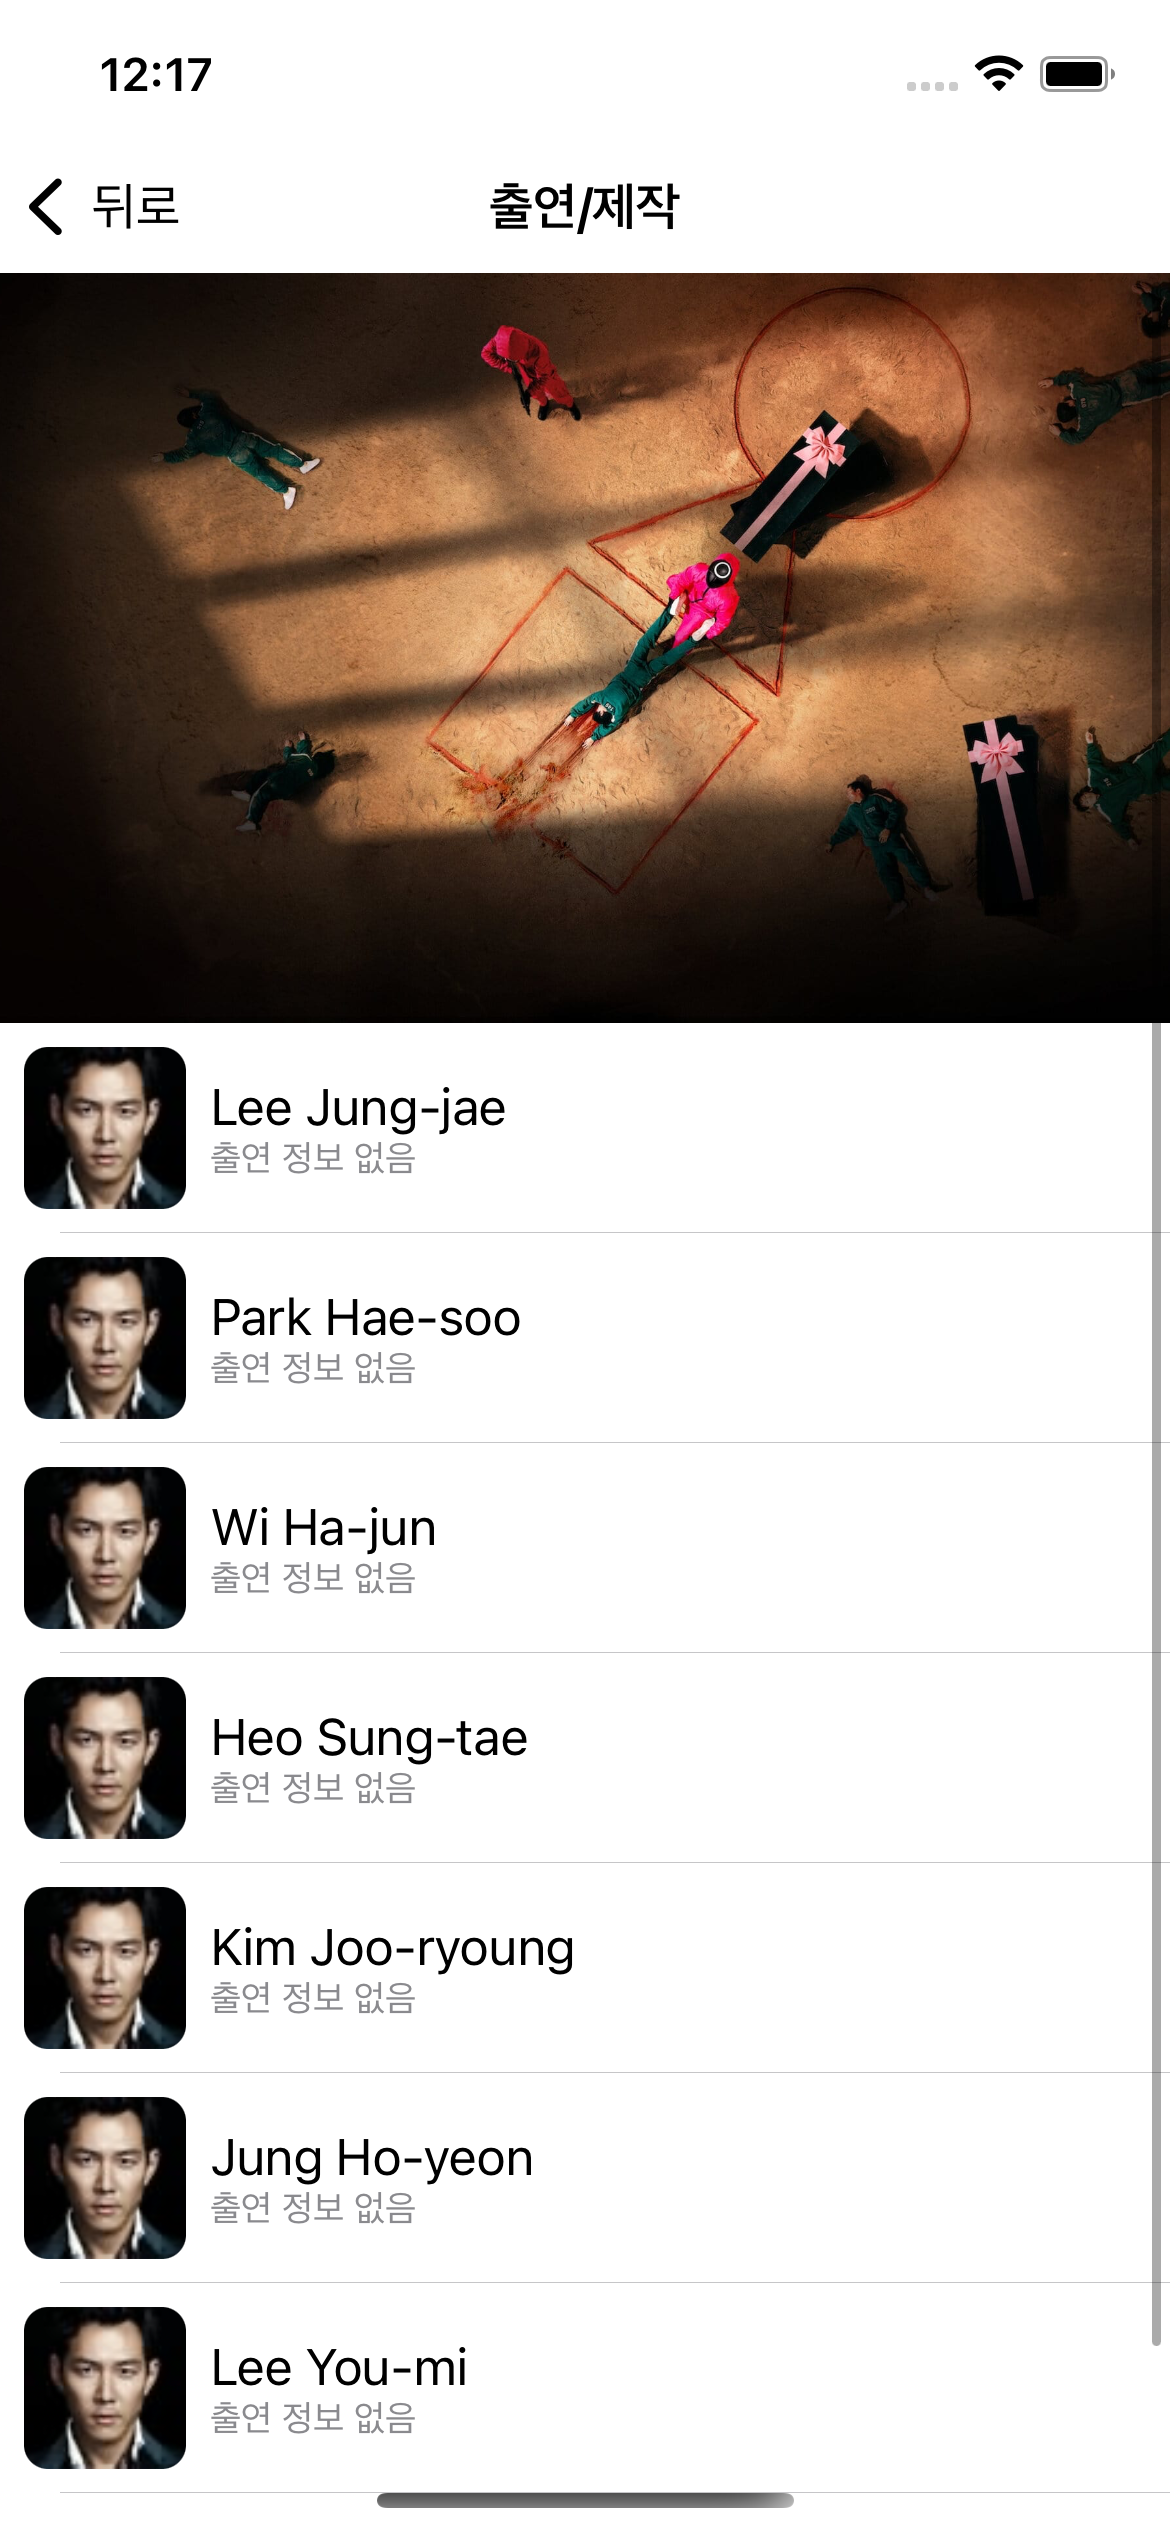 12:17
뒤로
출연/제작
Lee Jung-jae
출연 정보 없음
Park Hae-soo
출연 정보 없음
Wi Ha-jun
출연 정보 없음
Heo Sung-tae
출연 정보 없음
Kim Joo-ryoung
출연 정보 없음
Jung Ho-yeon
출연 정보 없음
Lee You-mi
출연 정보 없음